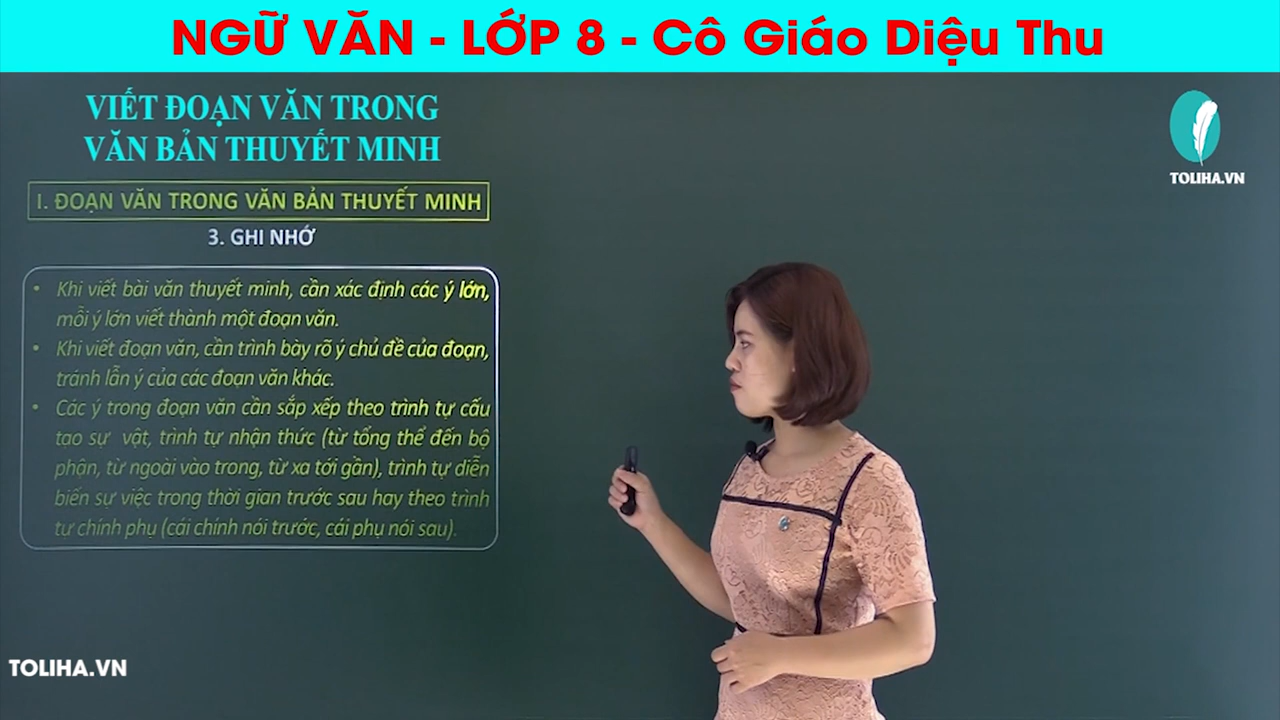 NGỮ VĂN - LỚP 8 - Cô Giáo Diệu Thu
VIẾT ĐOẠN VĂN TRONG
VĂN BẢN THUYẾT MINH
I. ĐOẠN VĂN TRONG VĂN BẢN THUYẾT MINH
3. GHI NHỚ
• Khi viết bài văn thuyết minh, cần xác định các ý lớn,
mỗi ý lớn viết thành một đoạn văn.
• Khi viết đoạn văn, cần trình bày rõ ý chủ đề của đoạn,
tránh lẫn ý của các đoạn văn khác.
• Các ý trong đoạn văn cần sắp xếp theo trình tự cấu
tạo sự vật, trình tự nhận thức (từ tổng thể đến bộ
phận, từ ngoài vào trong, từ xa tới gần), trình tự diễn
biến sự việc trong thời gian trước sau hay theo trình
tự chính phụ (cái chính nói trước, cái phụ nói sau).
TOLIHA.VN
TOLIHA.VN